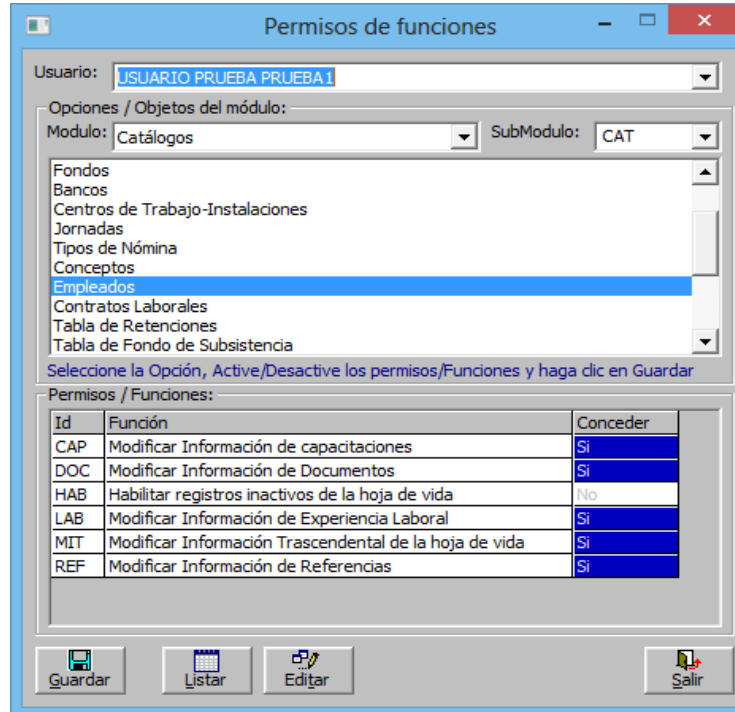 Permisos de funciones
Usuario: USUARIO PRUEBA PRUEBA1
Opciones / Objetos del módulo:
Modulo: Catálogos SubModulo: CAT
Fondos
Bancos
Centros de Trabajo-Instalaciones
Jornadas
Tipos de Nómina
Conceptos
Empleados
Contratos Laborales
Tabla de Retenciones
Tabla de Fondo de Subsistencia
Seleccione la Opción, Active/Desactive los permisos/Funciones y haga clic en Guardar
Permisos / Funciones:
Id Función Conceder
CAP Modificar Información de capacitaciones Si
DOC Modificar Información de Documentos Si
HAB Habilitar registros inactivos de la hoja de vida No
LAB Modificar Información de Experiencia Laboral Si
MIT Modificar Información Trascendental de la hoja de vida Si
REF Modificar Información de Referencias Si
Guardar Listar Editar Salir